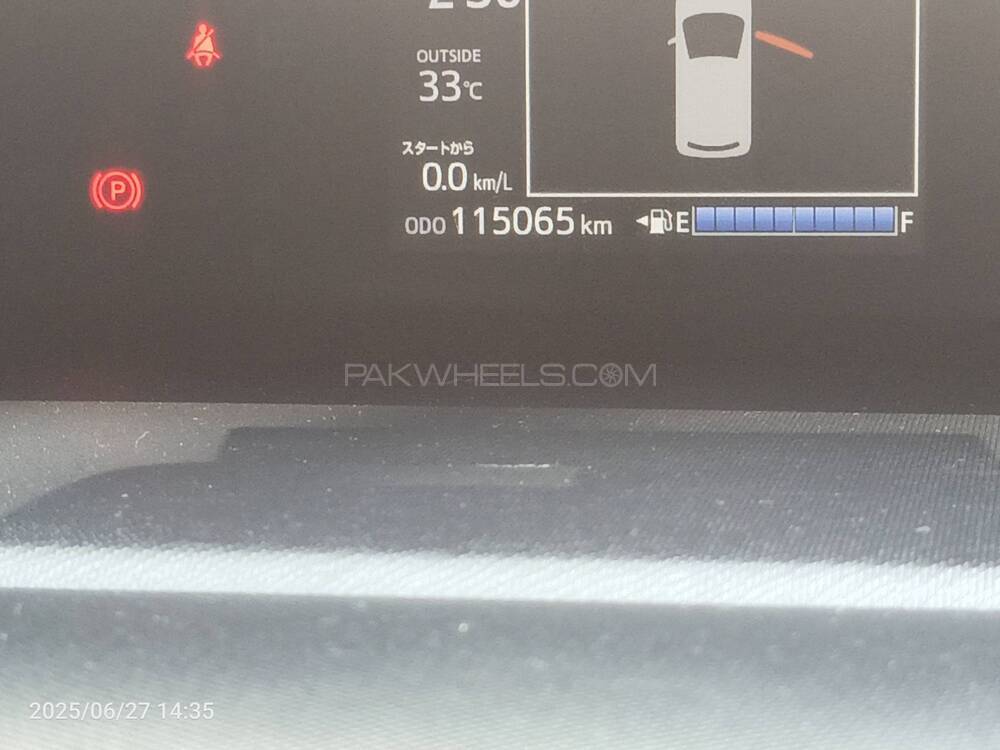 OUTSIDE
33°C
スタートから
0.0 km/L
ODO 115065 km
E F
P
PAKWHEELS.COM
2025/06/27 14:35